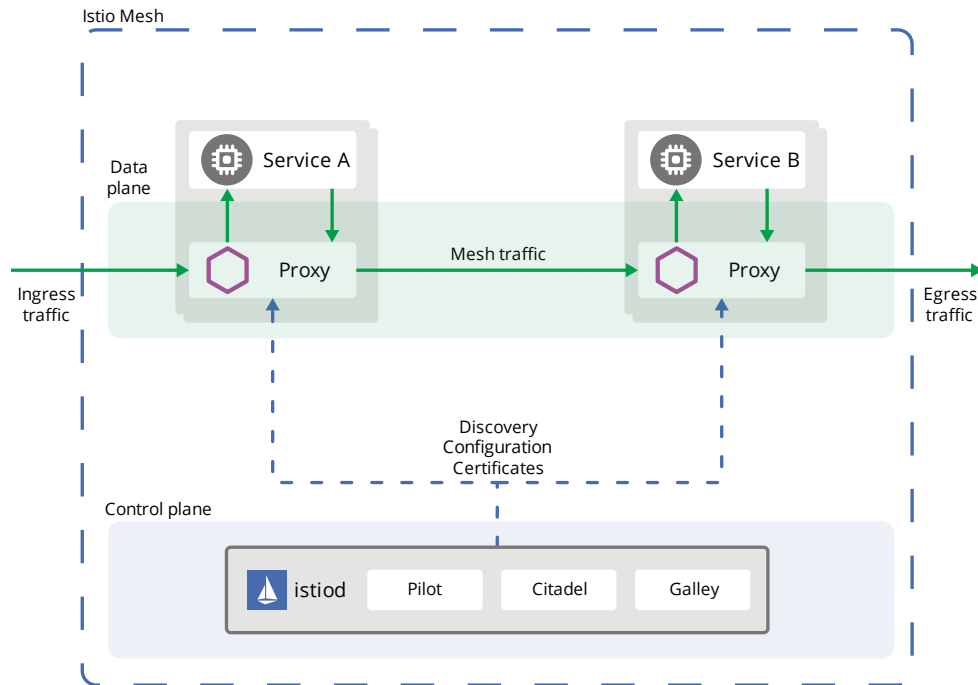 Istio Mesh
Data
plane
Service A
Service B
Proxy
Mesh traffic
Proxy
Ingress
traffic
Egress
traffic
Discovery
Configuration
Certificates
Control plane
istiod
Pilot
Citadel
Galley